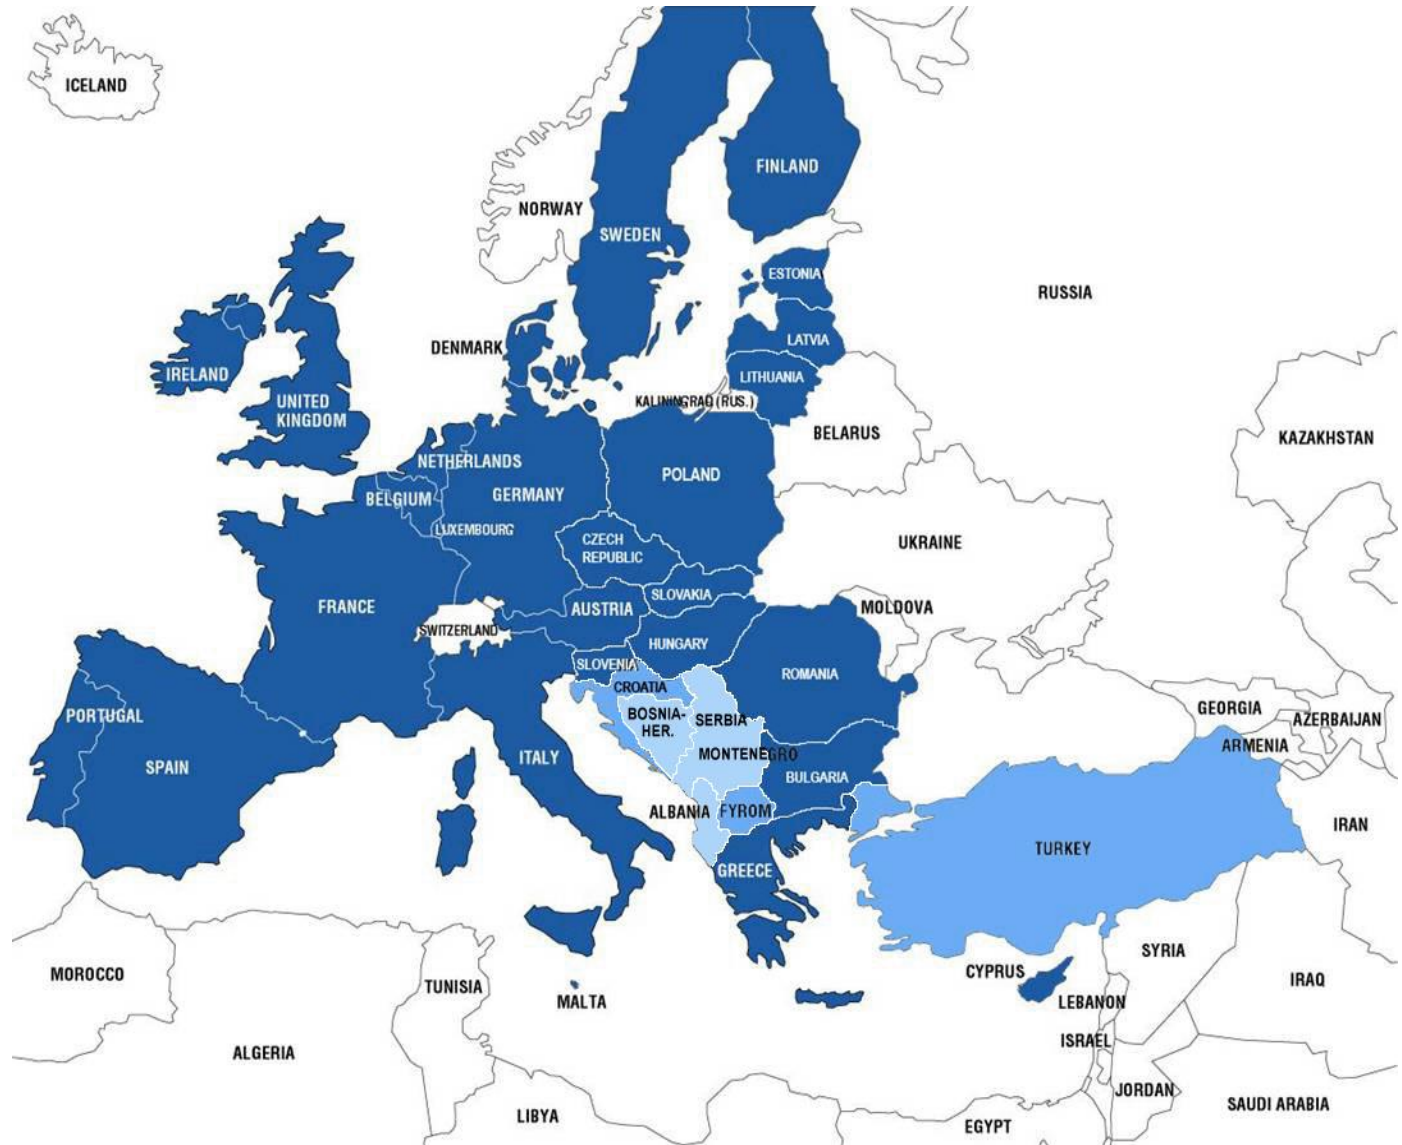 ICELAND
FINLAND
NORWAY
SWEDEN
ESTONIA
RUSSIA
LATVIA
DENMARK
IRELAND
LITHUANIA
KALININGRAD (RUS.)
UNITED
KINGDOM
BELARUS
KAZAKHSTAN
NETHERLANDS
POLAND
BELGIUM
GERMANY
LUXEMBOURG
CZECH
REPUBLIC
UKRAINE
SLOVAKIA
FRANCE
AUSTRIA
MOLDOVA
SWITZERLAND
HUNGARY
SLOVENIA
ROMANIA
CROATIA
PORTUGAL
BOSNIA-
HER.
SERBIA
GEORGIA
AZERBAIJAN
ARMENIA
MONTENEGRO
ITALY
SPAIN
BULGARIA
ALBANIA
FYROM
IRAN
TURKEY
GREECE
SYRIA
CYPRUS
MOROCCO
TUNISIA
IRAQ
MALTA
LEBANON
ISRAEL
ALGERIA
JORDAN
SAUDI ARABIA
LIBYA
EGYPT